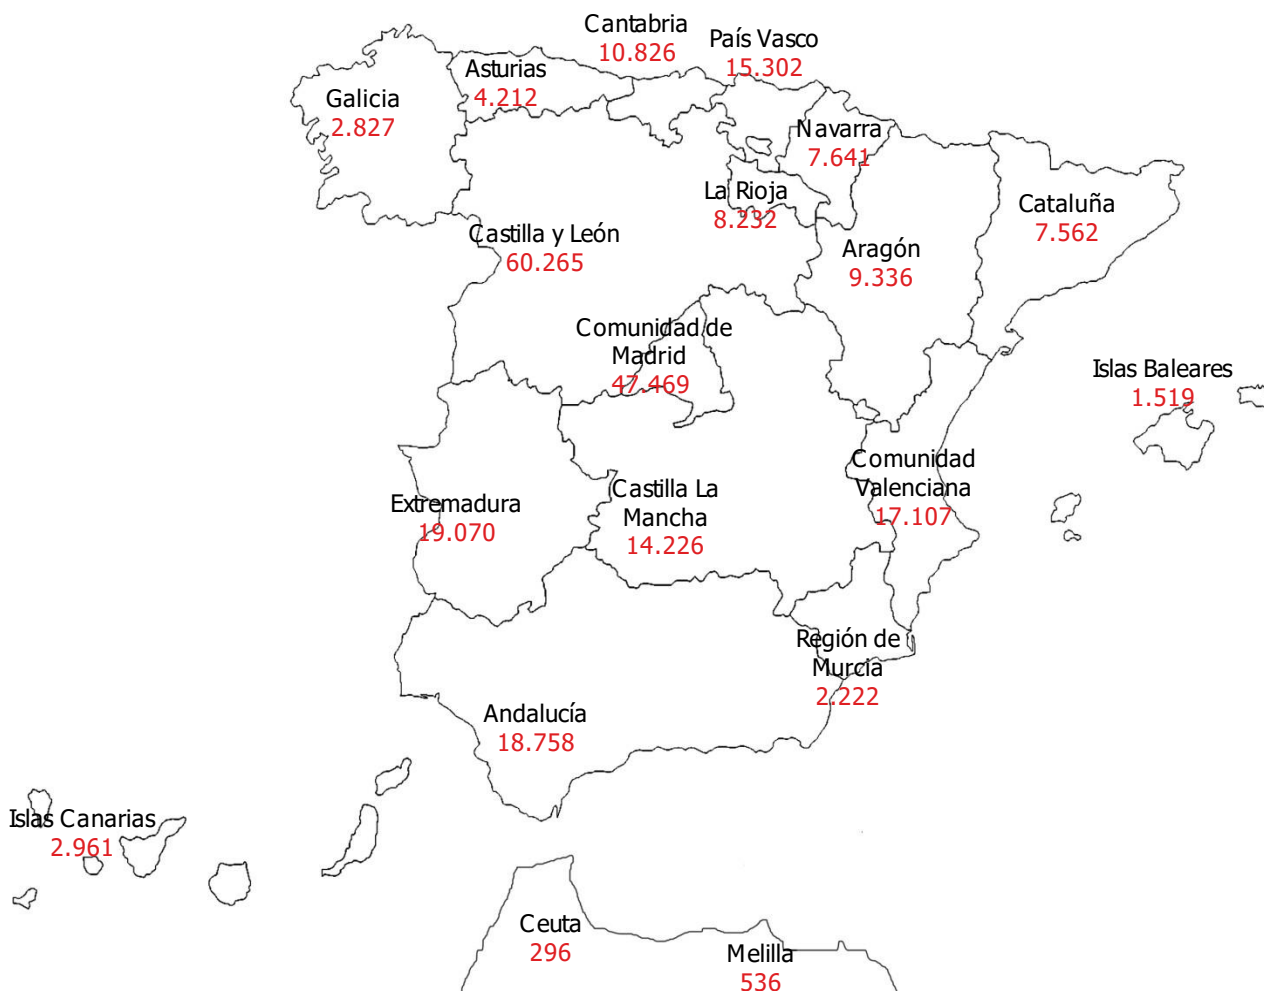 Cantabria
10.826
País Vasco
15.302
Asturias
4.212
Galicia
2.827
Navarra
7.641
La Rioja
8.232
Cataluña
7.562
Castilla y León
60.265
Aragón
9.336
Comunidad de
Madrid
47.469
Islas Baleares
1.519
Comunidad
Valenciana
17.107
Extremadura
19.070
Castilla La
Mancha
14.226
Región de
Murcia
2.222
Andalucía
18.758
Islas Canarias
2.961
Ceuta
296
Melilla
536